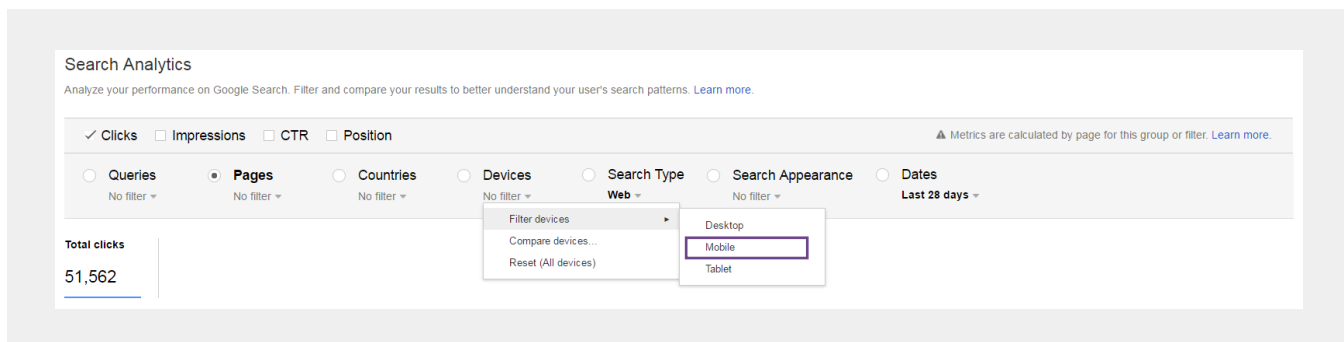 Search Analytics
Analyze your performance on Google Search. Filter and compare your results to better understand your user's search patterns. Learn more.
Clicks Impressions CTR Position Metrics are calculated by page for this group or filter. Learn more.
Queries Pages Countries Devices Search Type Search Appearance Dates
No filter No filter No filter No filter Web No filter Last 28 days
Filter devices
Compare devices...
Reset (All devices)
Desktop
Mobile
Tablet
Total clicks
51,562